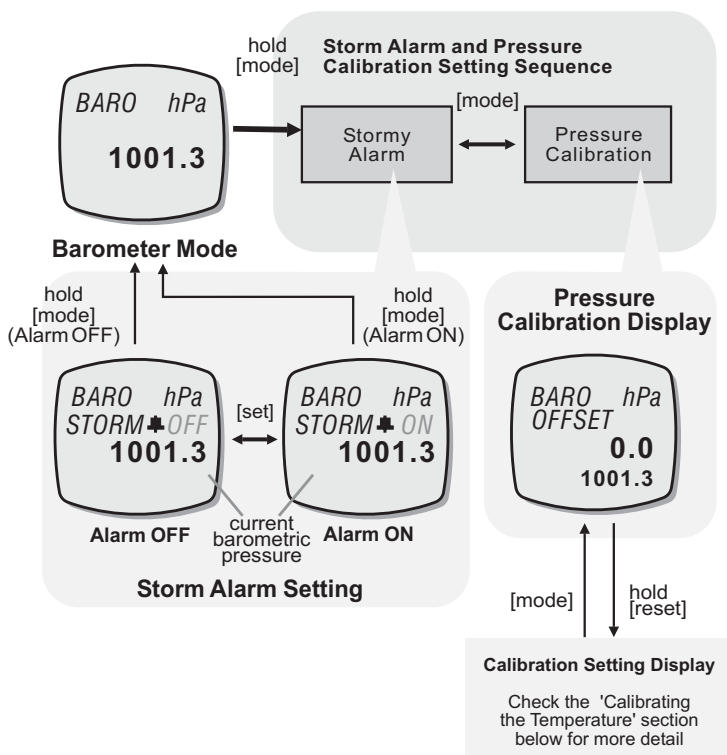 hold
[mode]
Storm Alarm and Pressure
Calibration Setting Sequence
BARO hPa
1001.3
Stormy
Alarm
[mode]
Pressure
Calibration
Barometer Mode
hold
[mode]
(Alarm OFF)
hold
[mode]
(Alarm ON)
BARO hPa
STORM OFF
1001.3
[set]
BARO hPa
STORM ON
1001.3
Alarm OFF
current
barometric
pressure
Alarm ON
Storm Alarm Setting
Pressure
Calibration Display
BARO hPa
OFFSET
0.0
1001.3
[mode]
hold
[reset]
Calibration Setting Display
Check the 'Calibrating
the Temperature' section
below for more detail